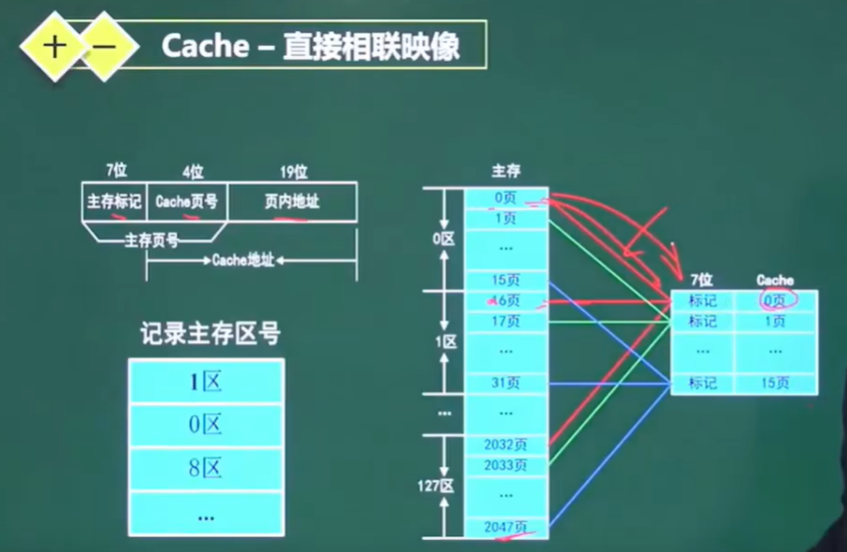 + - Cache – 直接相联映像
7位 4位 19位
主存标记 Cache页号 页内地址
主存页号
Cache地址
记录主存区号
1区
0区
8区
...
主存
0页
1页
...
15页
0区
16页
17页
...
31页
1区
...
...
2032页
2033页
...
2047页
127区
7位 Cache
标记 0页
标记 1页
... ...
标记 15页